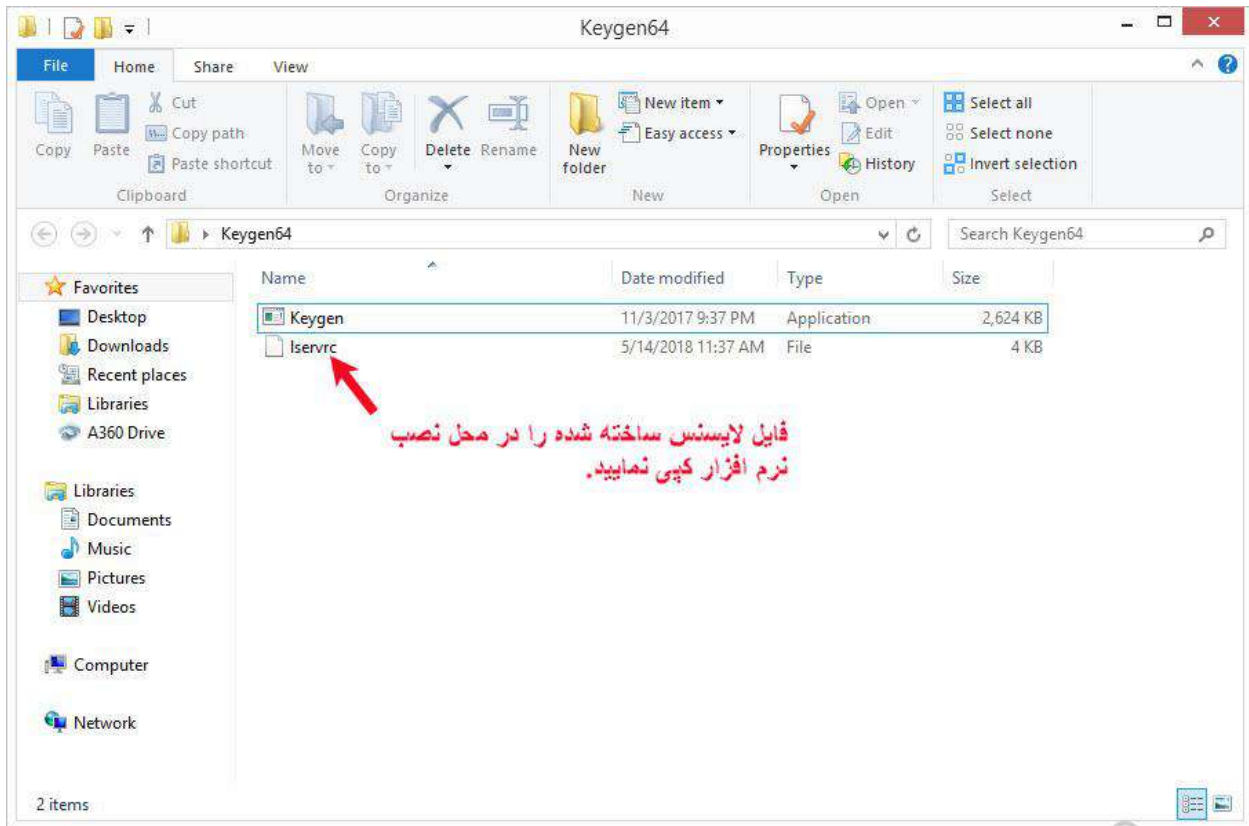 Keygen64
File Home Share View
Copy
Paste
Cut
Copy path
Paste shortcut
Clipboard
Move to
Copy to
Delete
Rename
Organize
New folder
New item
Easy access
New
Properties
Open
Edit
History
Open
Select all
Select none
Invert selection
Select
Keygen64
Search Keygen64
Favorites
Desktop
Downloads
Recent places
Libraries
A360 Drive
Libraries
Documents
Music
Pictures
Videos
Computer
Network
Name Date modified Type Size
Keygen 11/3/2017 9:37 PM Application 2,624 KB
lservrc 5/14/2018 11:37 AM File 4 KB
فایل لایسنس ساخته شده را در محل نصب
نرم افزار کپی نمایید.
2 items